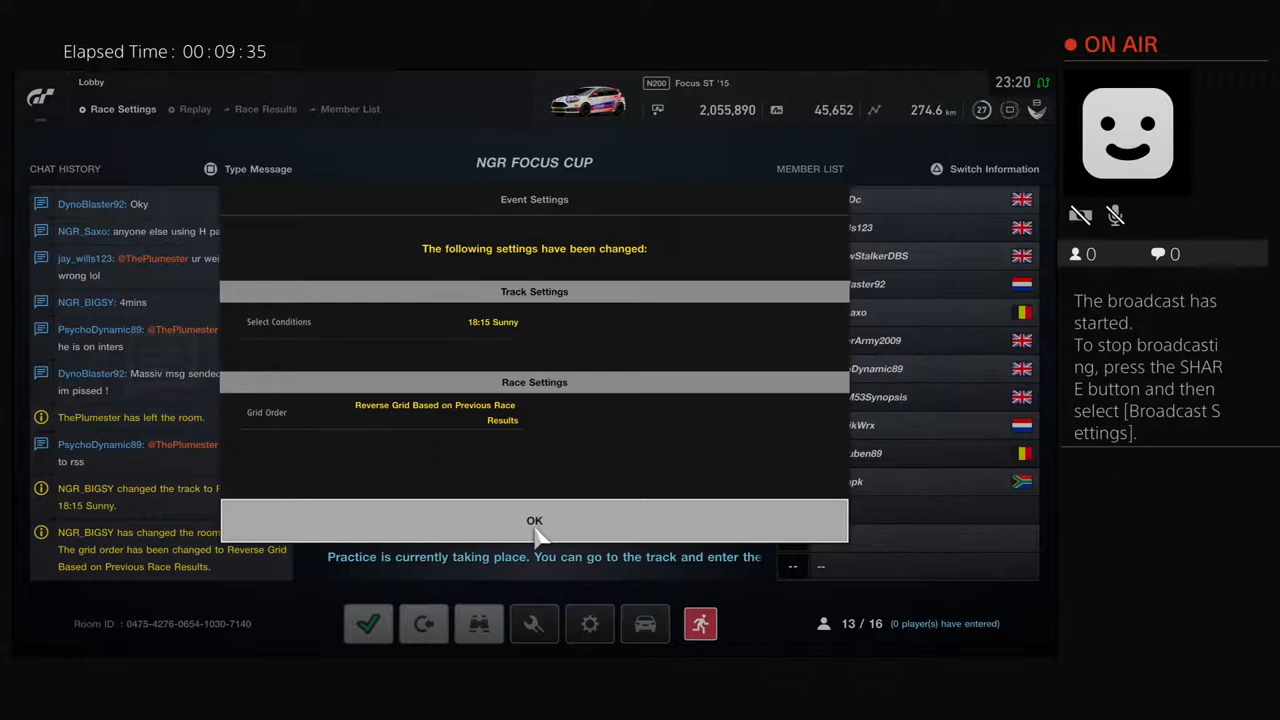 Elapsed Time : 00:09:35
ON AIR
Lobby
Race Settings
Replay
Race Results
Member List
N200
Focus ST '15
2,055,890
45,652
274.6 km
23:20
27
CHAT HISTORY
Type Message
NGR FOCUS CUP
MEMBER LIST
Switch Information
DynoBlaster92: Oky
NGR_Saxo: anyone else using H pa
jay_wills123: @ThePlumester ur wei
wrong lol
NGR_BIGSY: 4mins
PsychoDynamic89: @ThePlumester
he is on inters
DynoBlaster92: Massiv msg sended
im pissed !
ThePlumester has left the room.
PsychoDynamic89: @ThePlumester
to rss
NGR_BIGSY changed the track to F
18:15 Sunny.
NGR_BIGSY has changed the room
The grid order has been changed to Reverse Grid
Based on Previous Race Results.
Event Settings
The following settings have been changed:
Track Settings
Select Conditions
18:15 Sunny
Race Settings
Grid Order
Reverse Grid Based on Previous Race
Results
OK
Practice is currently taking place. You can go to the track and enter the
Dc
ls123
wStalkerDBS
aster92
axo
rArmy2009
Dynamic89
M53Synopsis
ikWrx
uben89
apk
-- --
Room ID : 0475-4276-0654-1030-7140
13 / 16 (0 player(s) have entered)
0
0
The broadcast has
started.
To stop broadcasti
ng, press the SHAR
E button and then
select [Broadcast S
ettings].